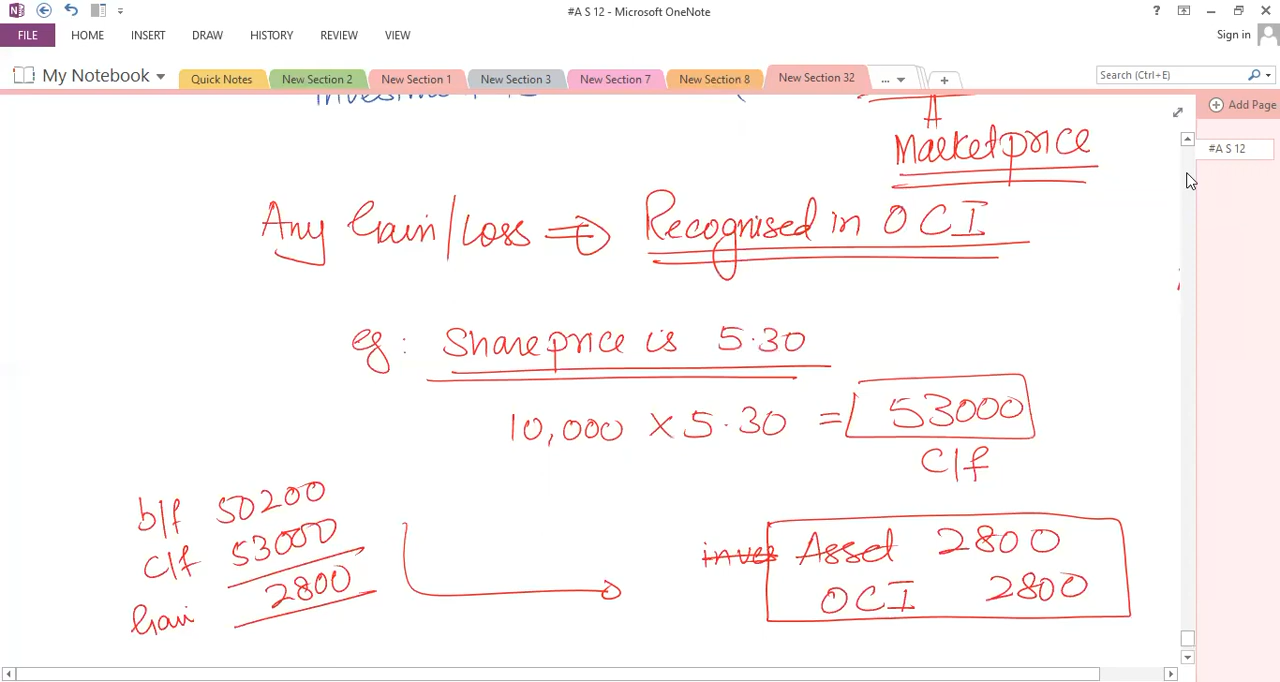 #A S 12 - Microsoft OneNote
?
Sign in
FILE HOME INSERT DRAW HISTORY REVIEW VIEW
My Notebook
Quick Notes New Section 2 New Section 1 New Section 3 New Section 7 New Section 8 New Section 32 ...
Search (Ctrl+E)
Add Page
#A S 12
Marketprice
Any Gain/Loss ⇒ Recognised in OCI
eg: Shareprice is 5.30
10,000 × 5.30 = 53000
C/f
b/f 50200
C/f 53000
2800
Gain
Asset 2800
OCI 2800